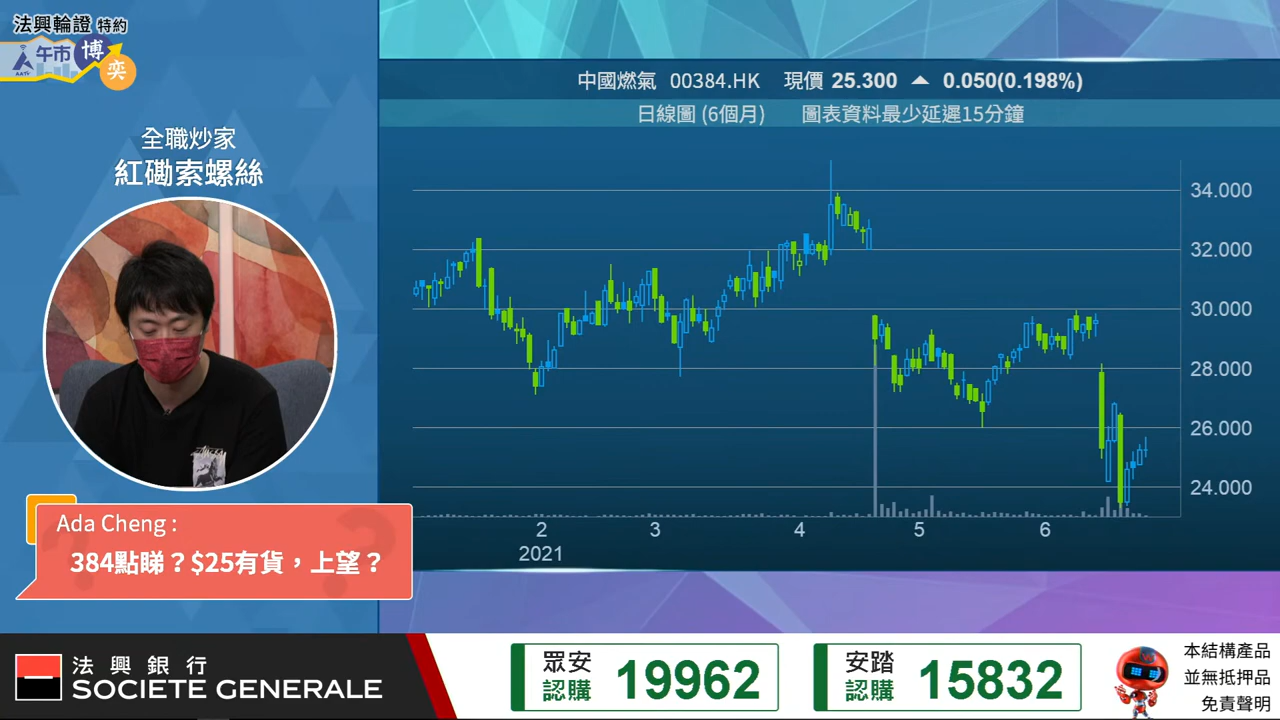 法興輪證 特約
AATV
午市
博
奕
全職炒家
紅磡索螺絲
中國燃氣 00384.HK 現價 25.300 ▲ 0.050(0.198%)
日線圖 (6個月) 圖表資料最少延遲15分鐘
34.000
32.000
30.000
28.000
26.000
24.000
2 3 4 5 6
2021
Ada Cheng :
384點睇？$25有貨，上望？
法興銀行
SOCIETE GENERALE
眾安
認購
19962
安踏
認購
15832
本結構產品
並無抵押品
免責聲明